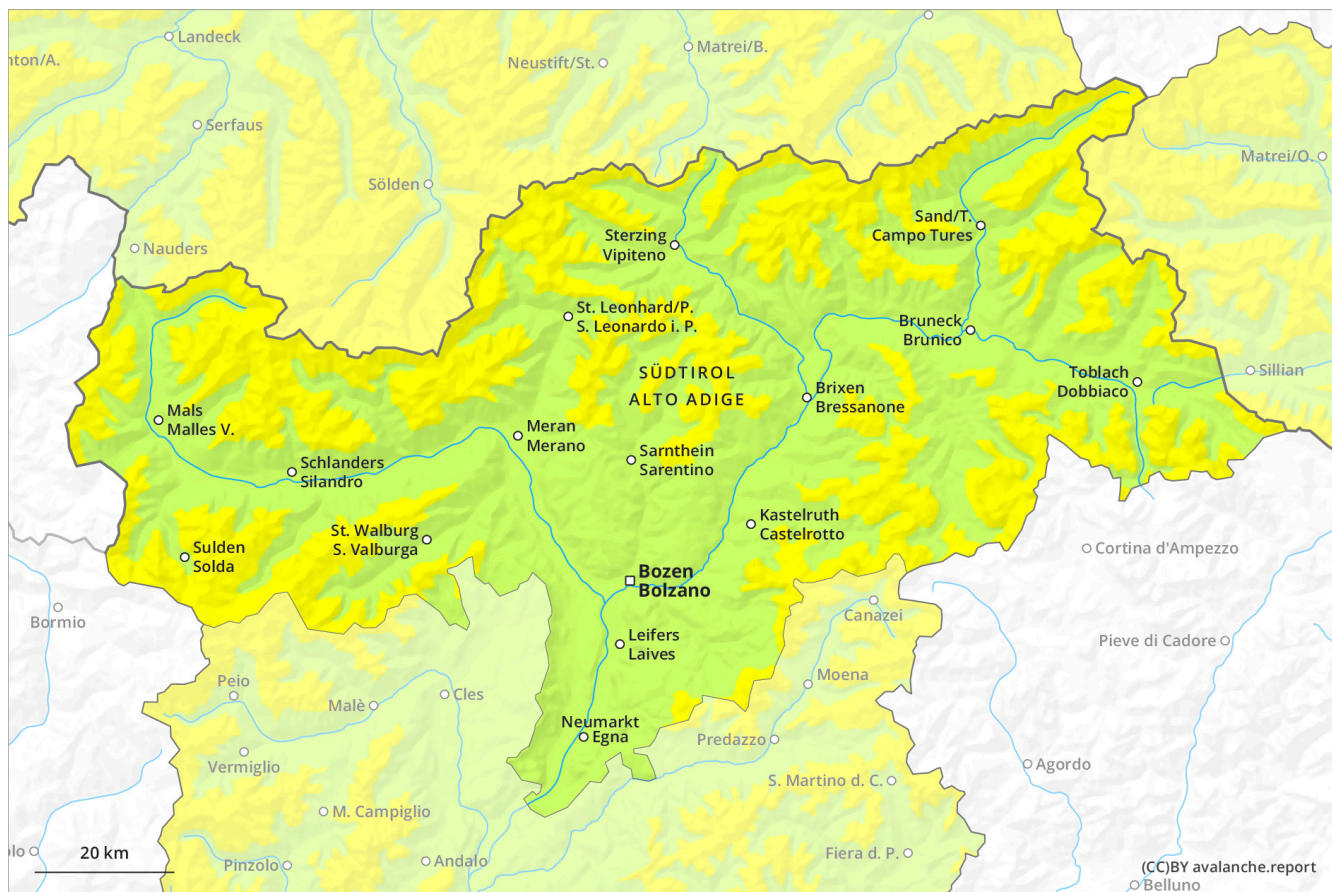 Landeck
nton/A.
Matrei/B.
Neustift/St.
Serfaus
Matrei/O.
Sölden
Sand/T.
Campo Tures
Nauders
Sterzing
Vipiteno
St. Leonhard/P.
S. Leonardo i. P.
Bruneck
Brunico
SÜDTIROL
ALTO ADIGE
Toblach
Dobbiaco
Sillian
Brixen
Bressanone
Mals
Malles V.
Meran
Merano
Sarnthein
Sarentino
Schlanders
Silandro
Kastelruth
Castelrotto
St. Walburg
S. Valburga
Sulden
Solda
Cortina d'Ampezzo
Bozen
Bolzano
Bormio
Canazei
Leifers
Laives
Pieve di Cadore
Peio
Malè
Cles
Moena
Neumarkt
Egna
Predazzo
Vermiglio
Agordo
S. Martino d. C.
M. Campiglio
olo
20 km
Pinzolo
Andalo
Fiera d. P.
(CC)BY avalanche.report
Belluno